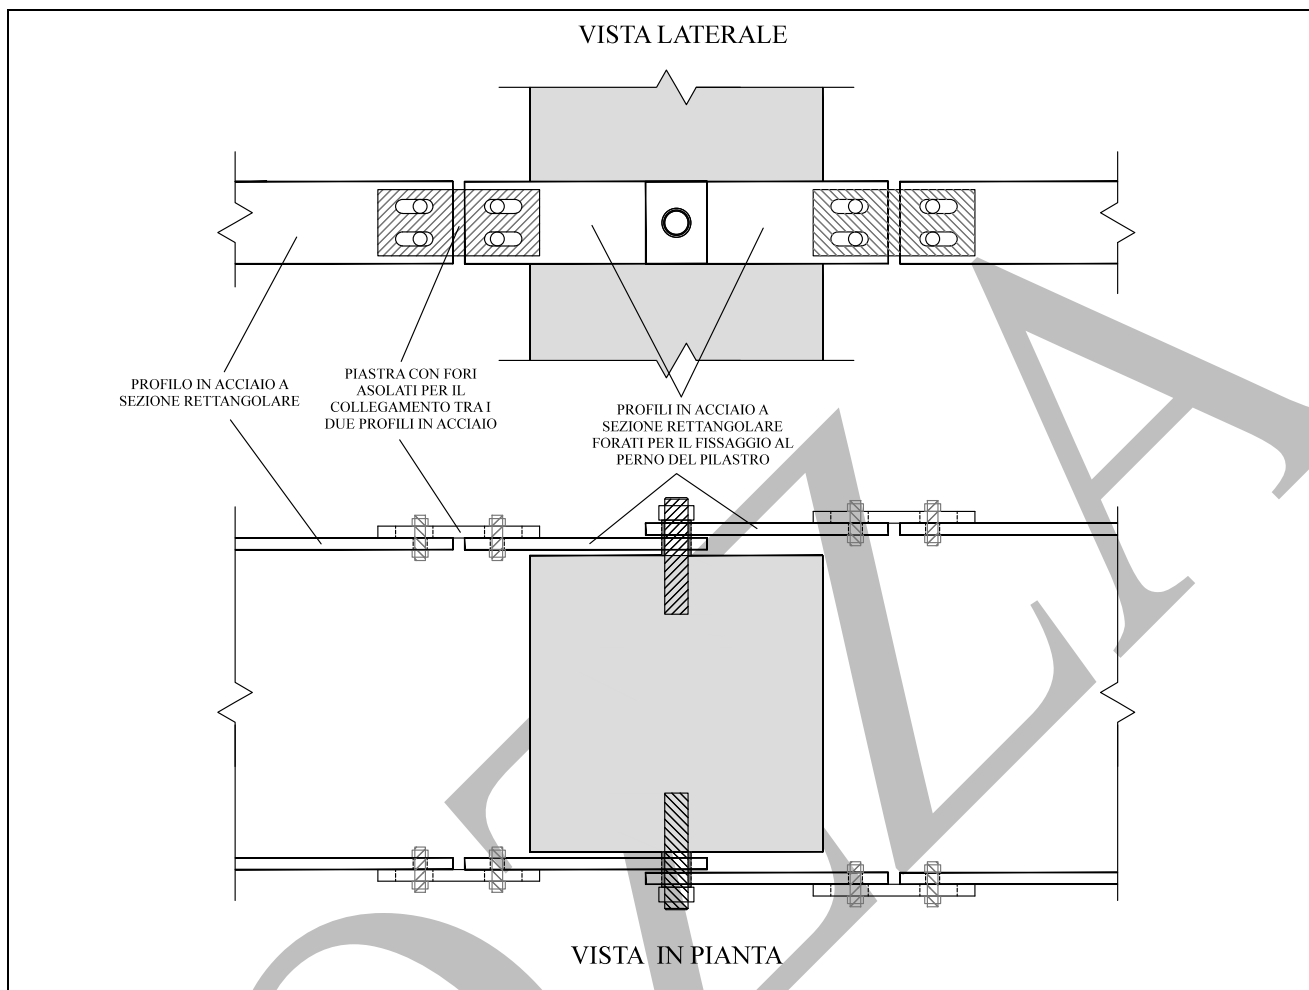 VISTA LATERALE
PROFILO IN ACCIAIO A
SEZIONE RETTANGOLARE
PIASTRA CON FORI
ASOLATI PER IL
COLLEGAMENTO TRA I
DUE PROFILI IN ACCIAIO
PROFILI IN ACCIAIO A
SEZIONE RETTANGOLARE
FORATI PER IL FISSAGGIO AL
PERNO DEL PILASTRO
VISTA IN PIANTA
OZZA